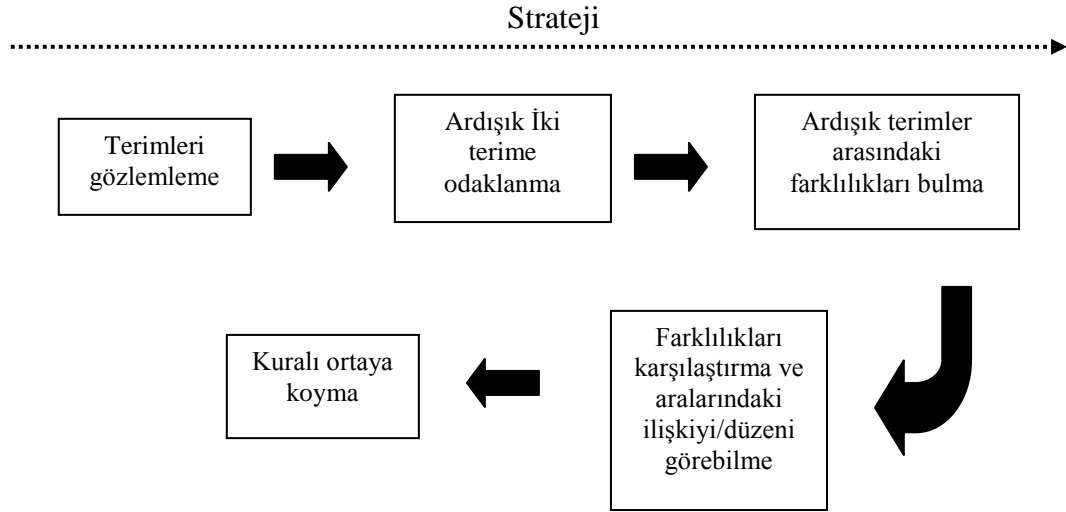 Strateji
Terimleri
gözlemleme
Ardışık İki
terime
odaklanma
Ardışık terimler
arasındaki
farklılıkları bulma
Farklılıkları
karşılaştırma ve
aralarındaki
ilişkiyi/düzeni
görebilme
Kuralı ortaya
koyma